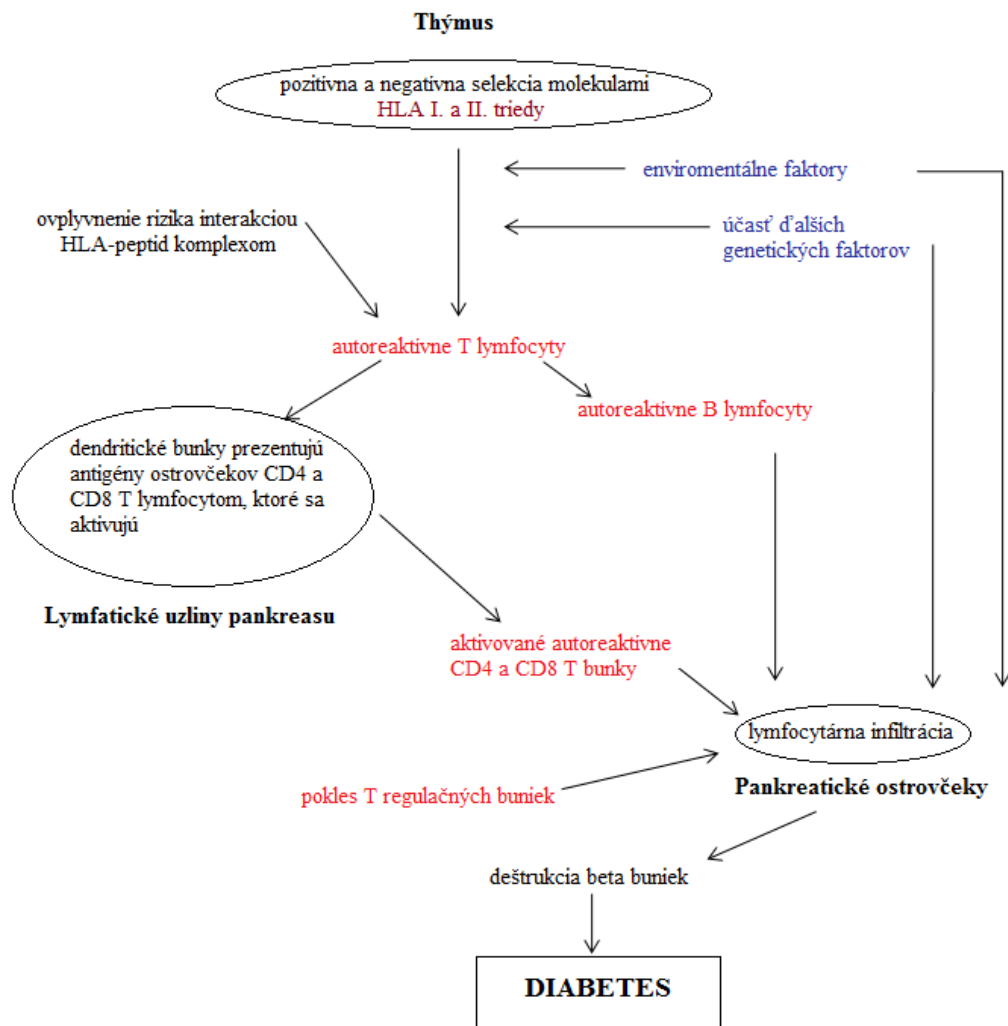 Thýmus
pozitívna a negatívna selekcia molekulami
HLA I. a II. triedy
enviromentálne faktory
ovplyvnenie rizika interakciou
HLA-peptid komplexom
účasť ďalšich
genetických faktorov
autoreaktívne T lymfocyty
autoreaktívne B lymfocyty
dendritické bunky prezentujú
antigény ostrovčekov CD4 a
CD8 T lymfocytom, ktoré sa
aktivujú
Lymfatické uzliny pankreasu
aktivované autoreaktívne
CD4 a CD8 T bunky
lymfocytárna infiltrácia
Pankreatické ostrovčeky
pokles T regulačných buniek
deštrukcia beta buniek
DIABETES